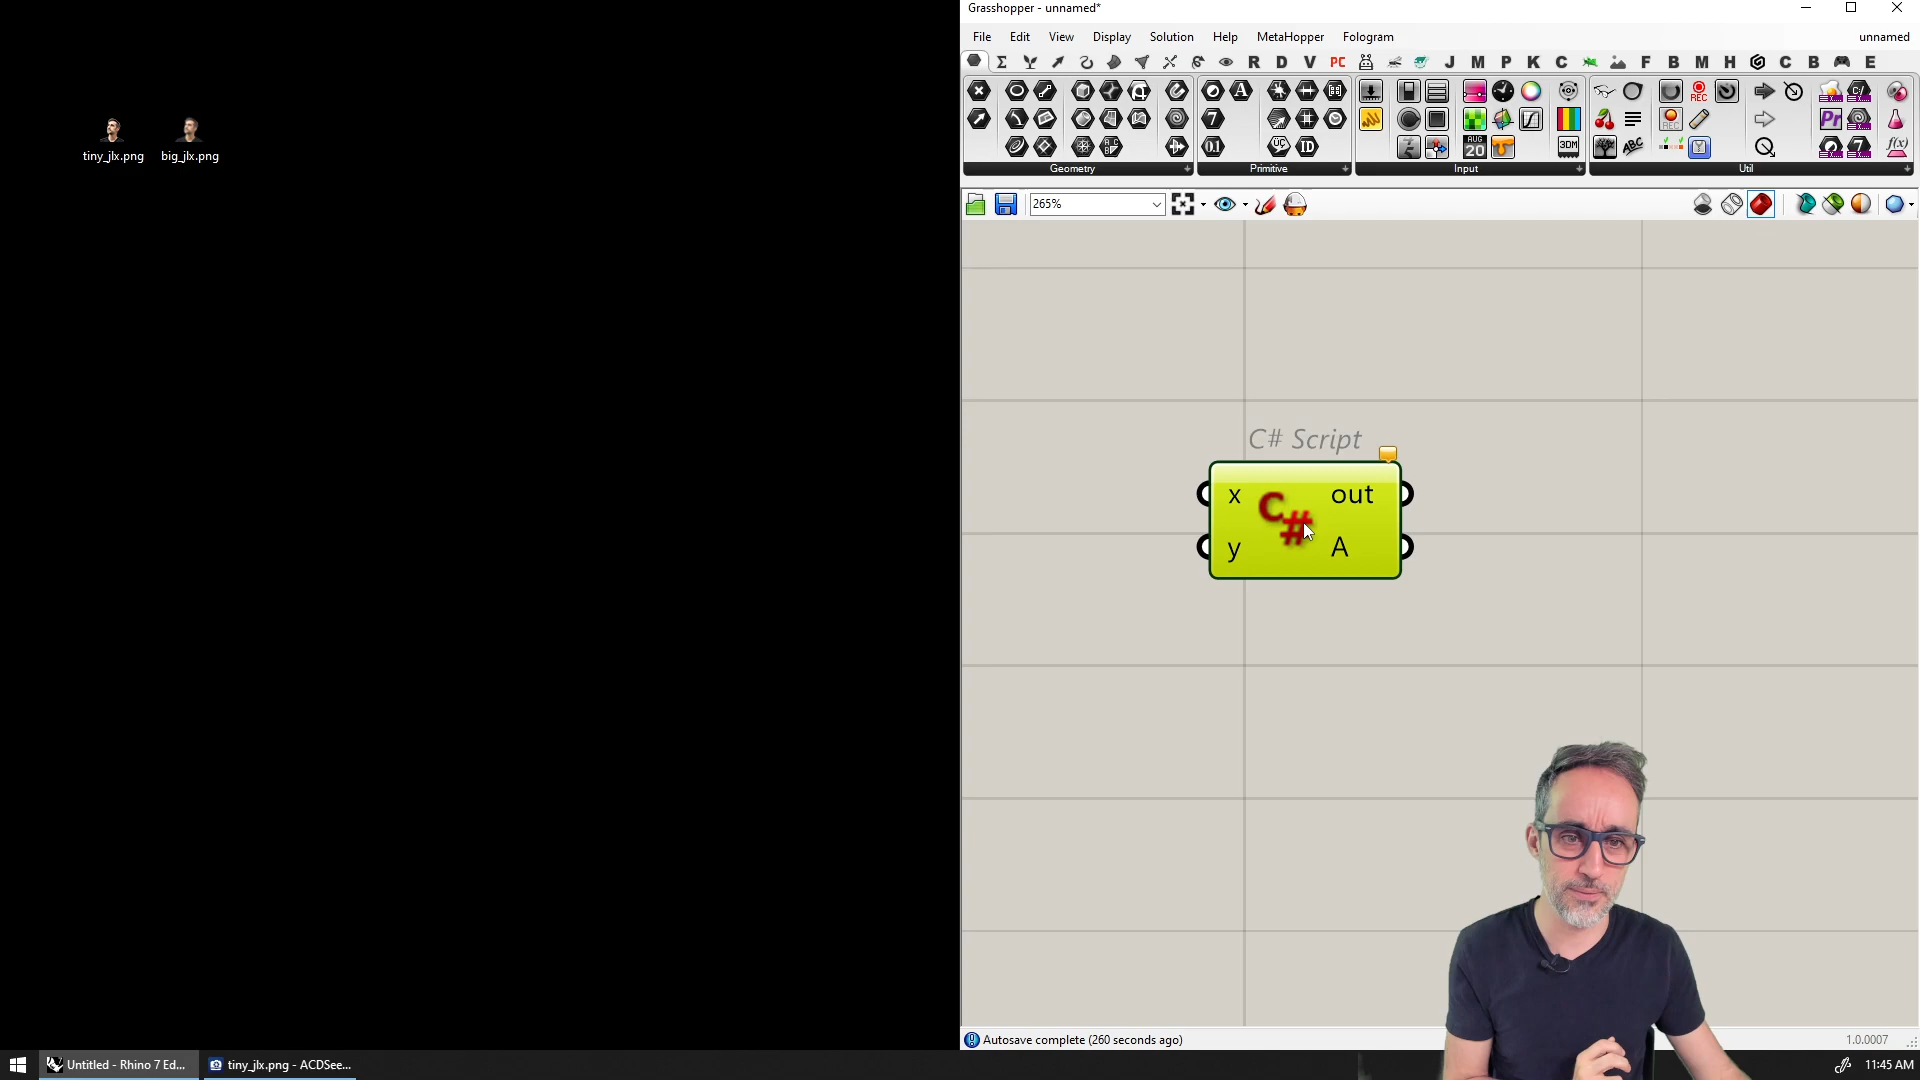 Grasshopper - unnamed*
File Edit View Display Solution Help MetaHopper Fologram unnamed
R D V PC J M P K C F B M H C B E
Geometry Primitive Input Util
265%
tiny_jlx.png big_jlx.png
C# Script
x out
C#
y A
Autosave complete (260 seconds ago) 1.0.0007
Untitled - Rhino 7 Ed... tiny_jlx.png - ACDSee... 11:45 AM